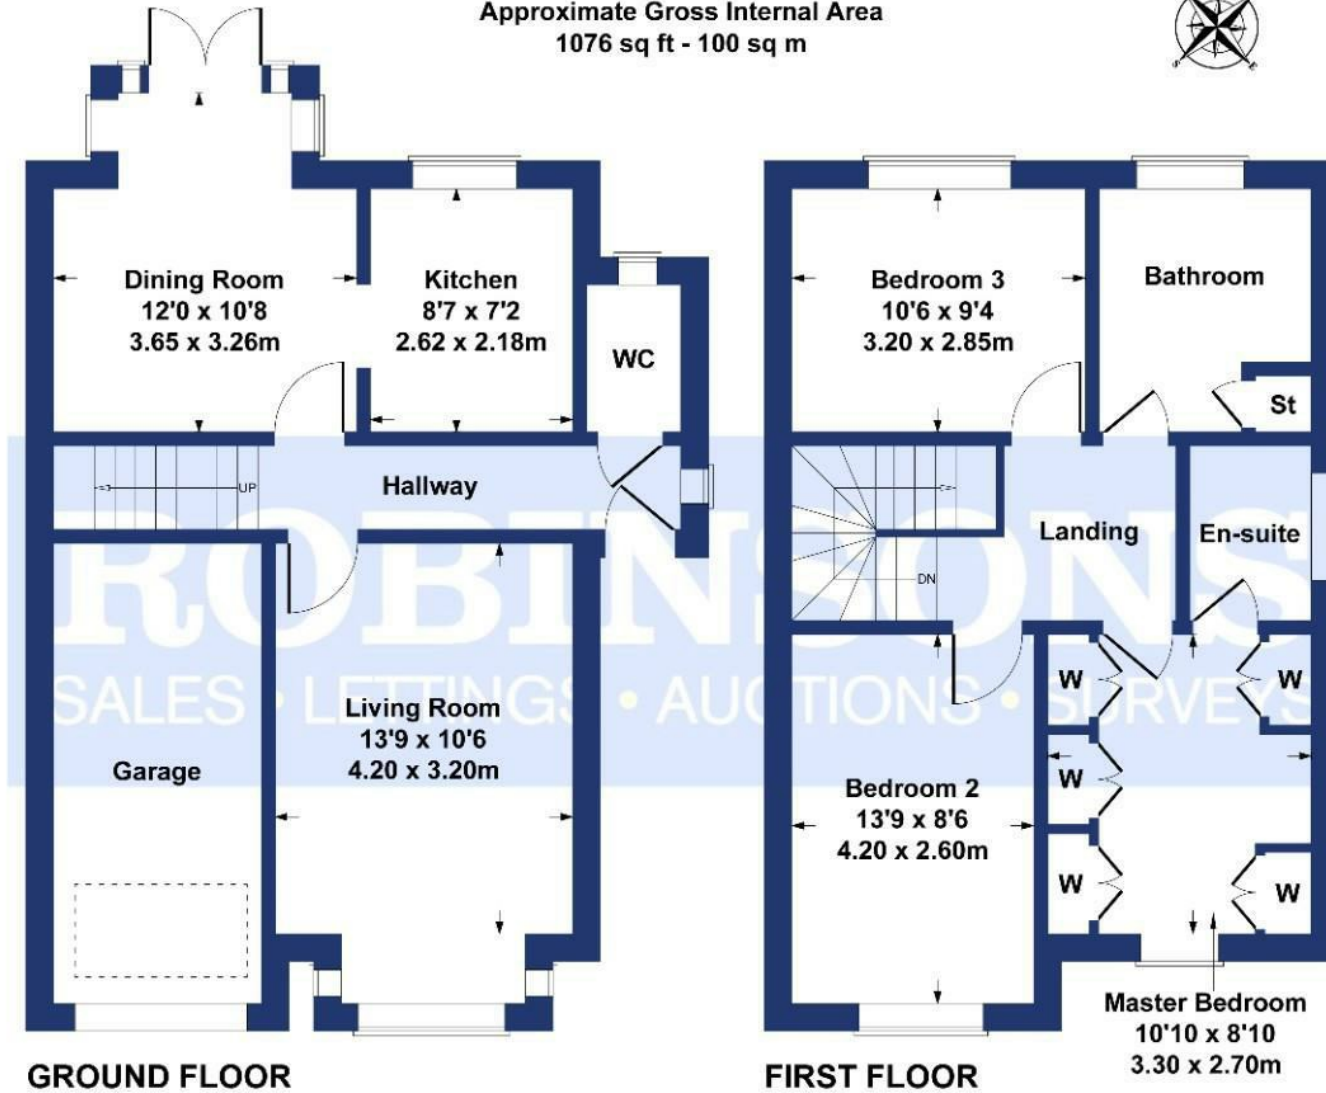 Approximate Gross Internal Area
1076 sq ft - 100 sq m
S
E
Dining Room
12'0 x 10'8
3.65 x 3.26m
Kitchen
8'7 x 7'2
2.62 x 2.18m
WC
UP
Hallway
Garage
Living Room
13'9 x 10'6
4.20 x 3.20m
GROUND FLOOR
Bedroom 3
10'6 x 9'4
3.20 x 2.85m
Bathroom
St
Landing
En-suite
DN
W
W
W
W
W
Bedroom 2
13'9 x 8'6
4.20 x 2.60m
Master Bedroom
10'10 x 8'10
3.30 x 2.70m
FIRST FLOOR
ROBINSONS
SALES • LETTINGS • AUCTIONS • SURVEYS